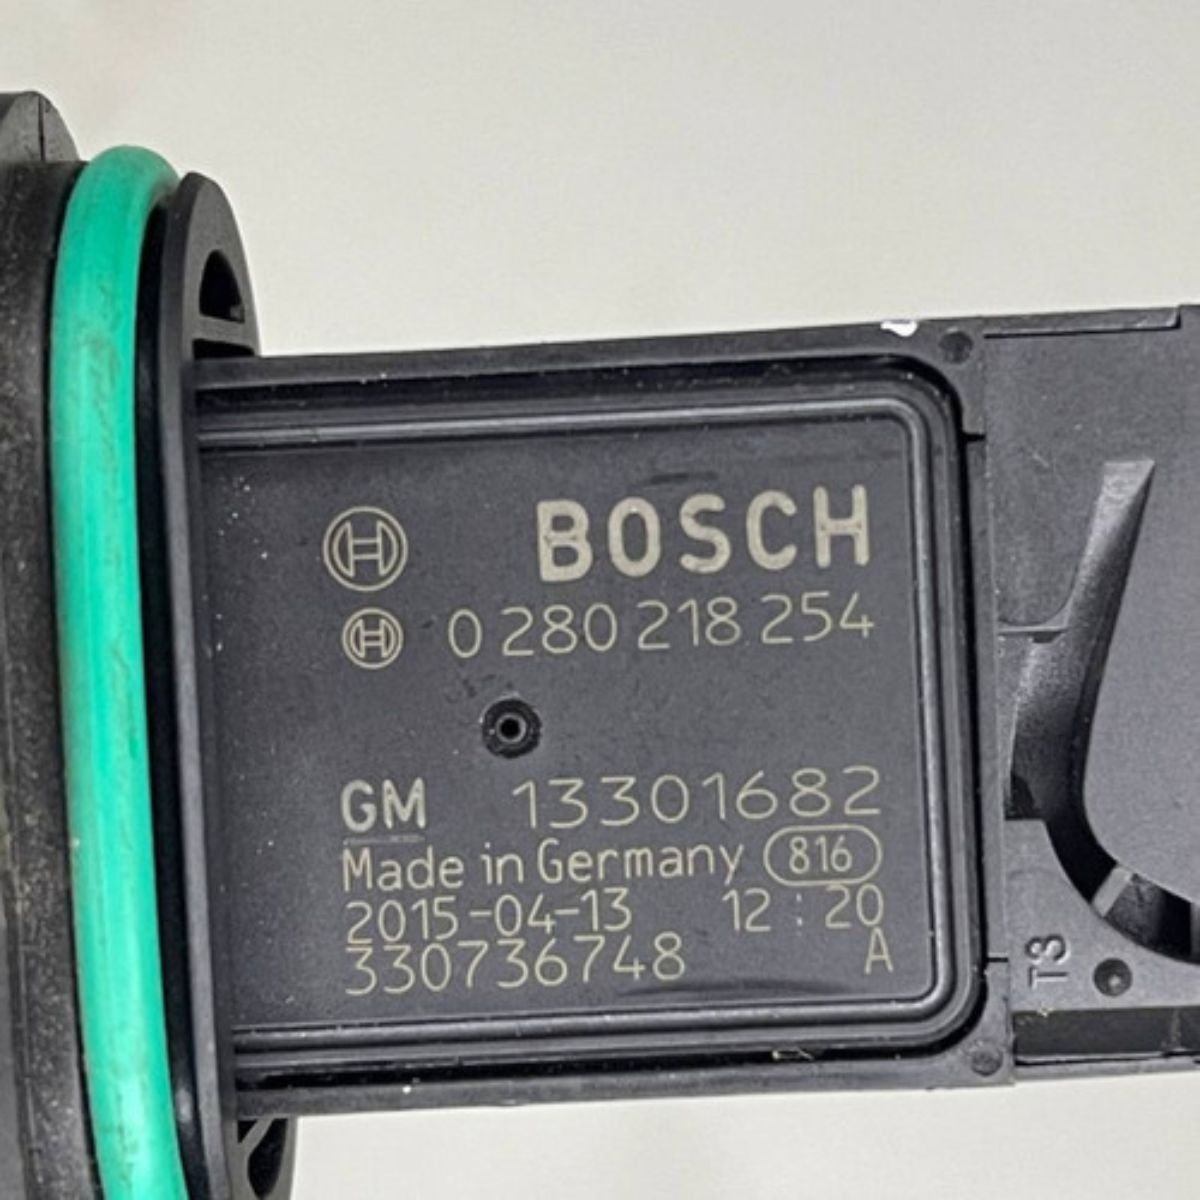 BOSCH
0 280 218 254
GM 13301682
Made in Germany 816
2015-04-13 12:20
330736748 A
T3